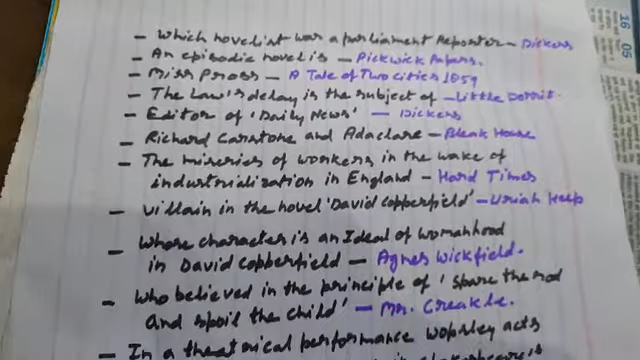 - Which novelist was a parliament Reporter - Dickens
- An episodic novel is - Pickwick Papers.
- Miss Pross - A Tale of Two cities 1859
- The Law's delay is the subject of - Little Dorrit.
- Editor of 'Daily News' - Dickens
- Richard Carstone and Ada clare - Bleak House
- The miseries of workers in the wake of
industrialization in England - Hard Times
- villain in the novel 'David Copperfield' - Uriah Heep
- Whose character is an Ideal of womanhood
in David Copperfield - Agnes Wickfield.
- Who believed in the principle of 'spare the rod
and spoil the child' - Mr. Creakle.
- In a theatrical performance Wopsley acts
16 05